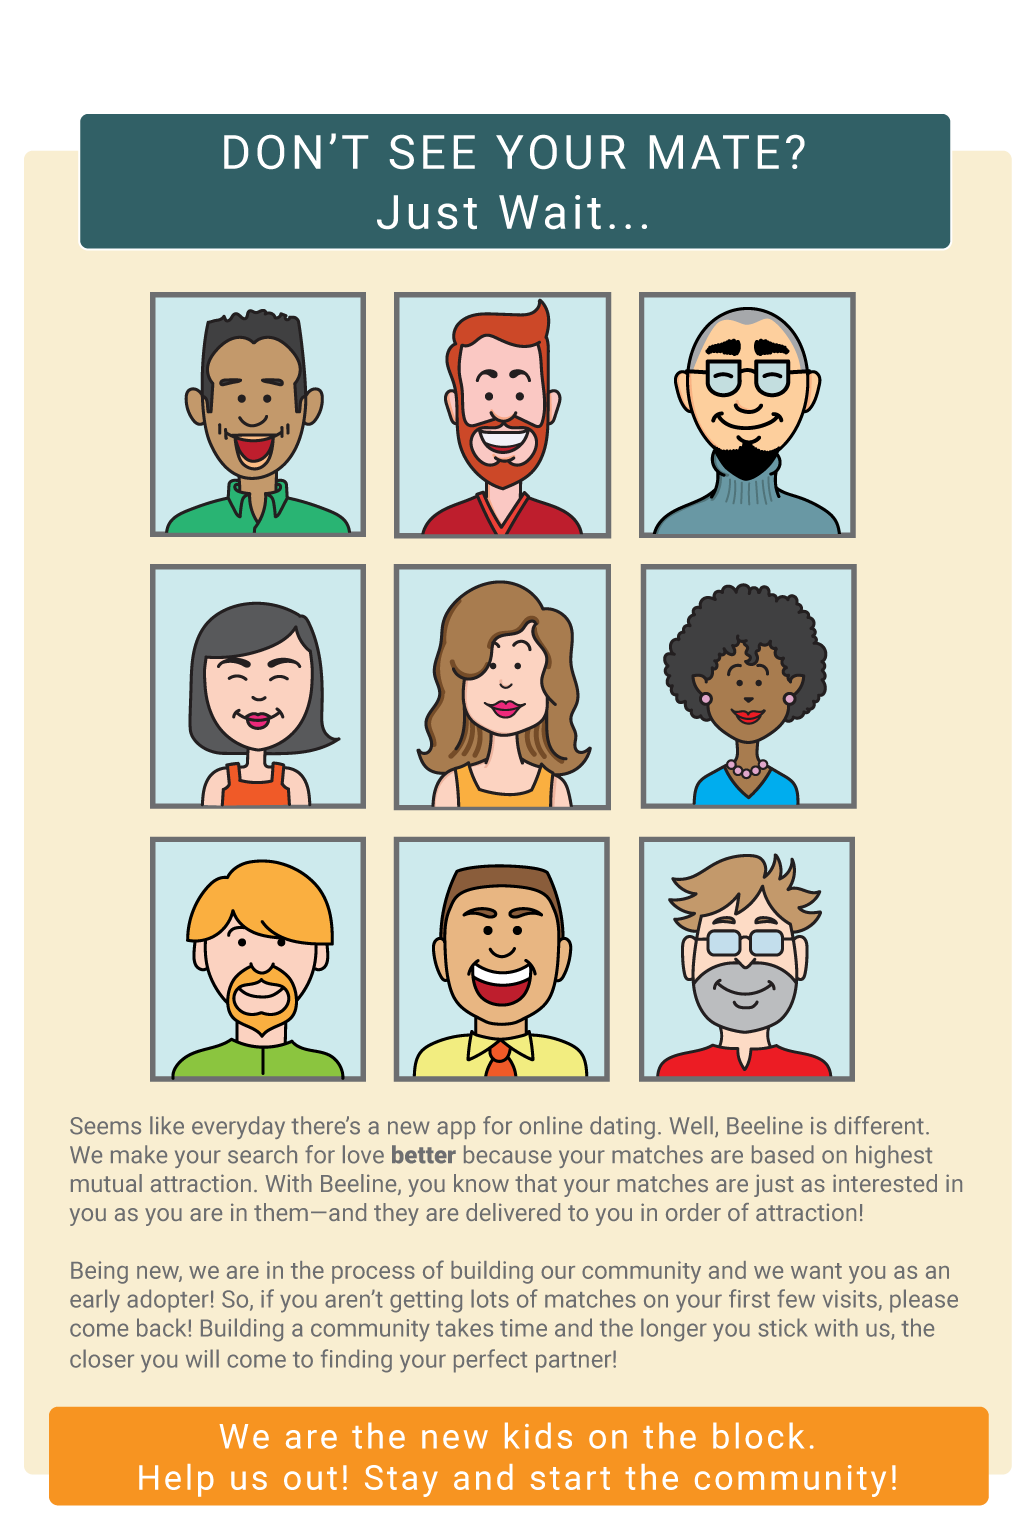 DON'T SEE YOUR MATE?
Just Wait...
Seems like everyday there's a new app for online dating. Well, Beeline is different.
We make your search for love better because your matches are based on highest
mutual attraction. With Beeline, you know that your matches are just as interested in
you as you are in them—and they are delivered to you in order of attraction!
Being new, we are in the process of building our community and we want you as an
early adopter! So, if you aren't getting lots of matches on your first few visits, please
come back! Building a community takes time and the longer you stick with us, the
closer you will come to finding your perfect partner!
We are the new kids on the block.
Help us out! Stay and start the community!